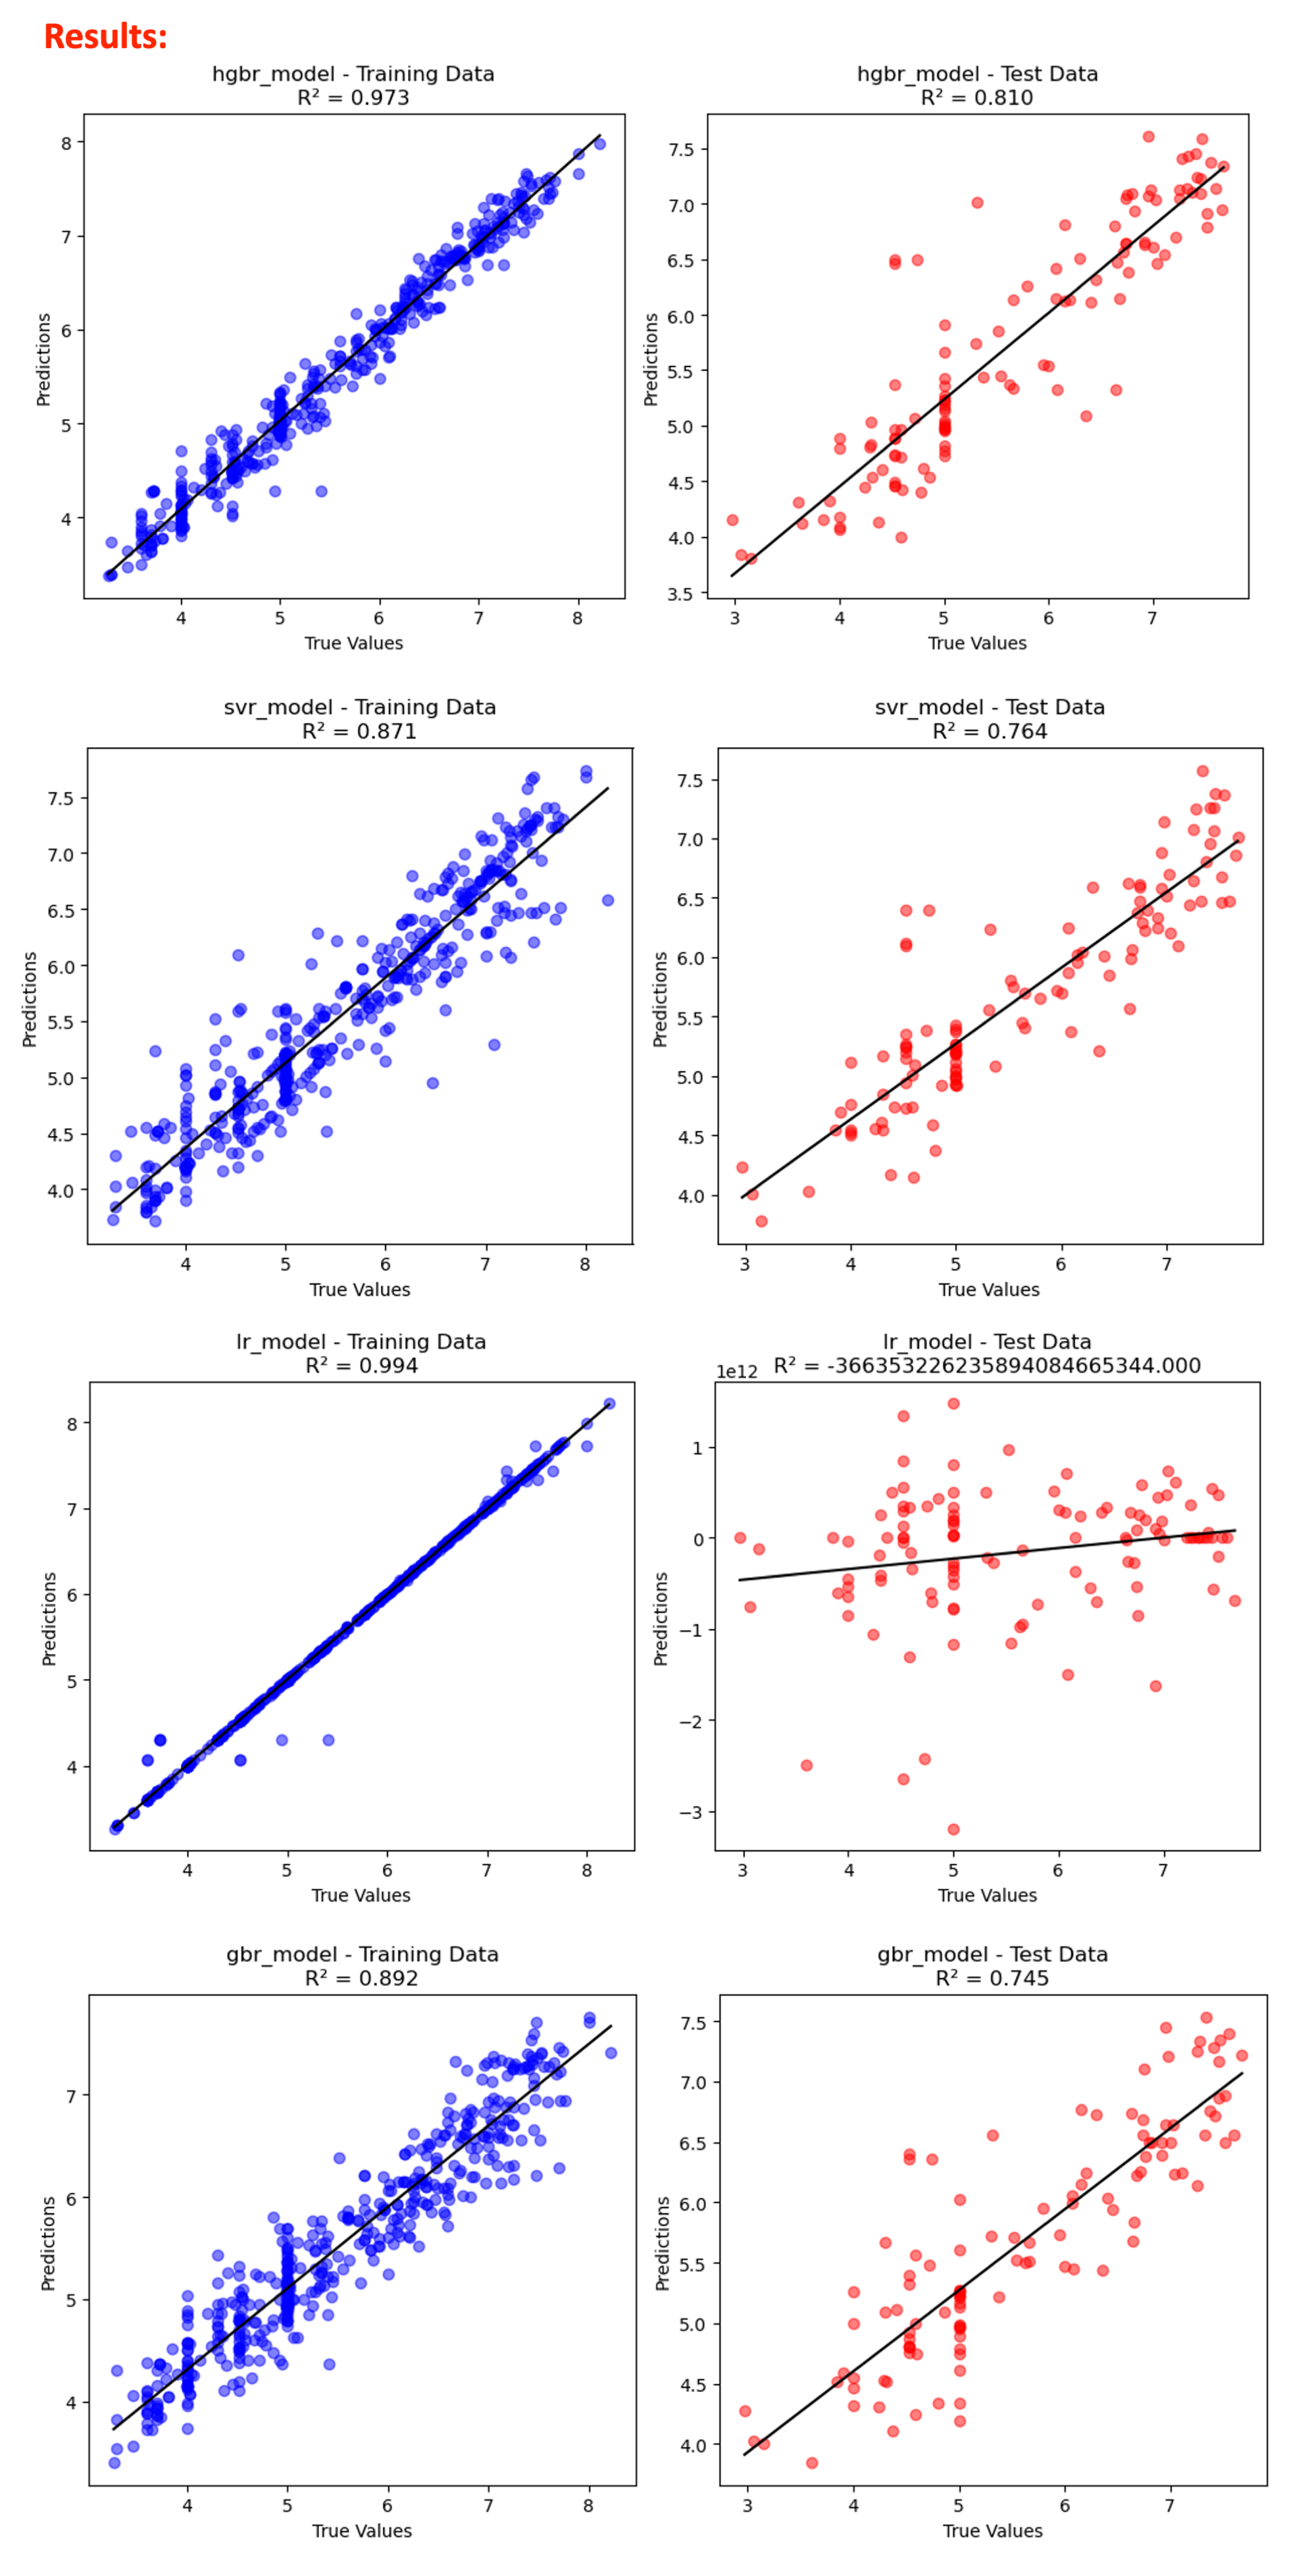 Results:
hgbr_model - Training Data
R² = 0.973
hgbr_model - Test Data
R² = 0.810
8
7
6
5
4
Predictions
4 5 6 7 8
True Values
7.5
7.0
6.5
6.0
5.5
5.0
4.5
4.0
3.5
Predictions
3 4 5 6 7
True Values
svr_model - Training Data
R² = 0.871
svr_model - Test Data
R² = 0.764
7.5
7.0
6.5
6.0
5.5
5.0
4.5
4.0
Predictions
4 5 6 7 8
True Values
7.5
7.0
6.5
6.0
5.5
5.0
4.5
4.0
Predictions
3 4 5 6 7
True Values
lr_model - Training Data
R² = 0.994
lr_model - Test Data
R² = -366353226235894084665344.000
8
7
6
5
4
Predictions
4 5 6 7 8
True Values
1e12
1
0
−1
−2
−3
Predictions
3 4 5 6 7
True Values
gbr_model - Training Data
R² = 0.892
gbr_model - Test Data
R² = 0.745
7
6
5
4
Predictions
4 5 6 7 8
True Values
7.5
7.0
6.5
6.0
5.5
5.0
4.5
4.0
Predictions
3 4 5 6 7
True Values